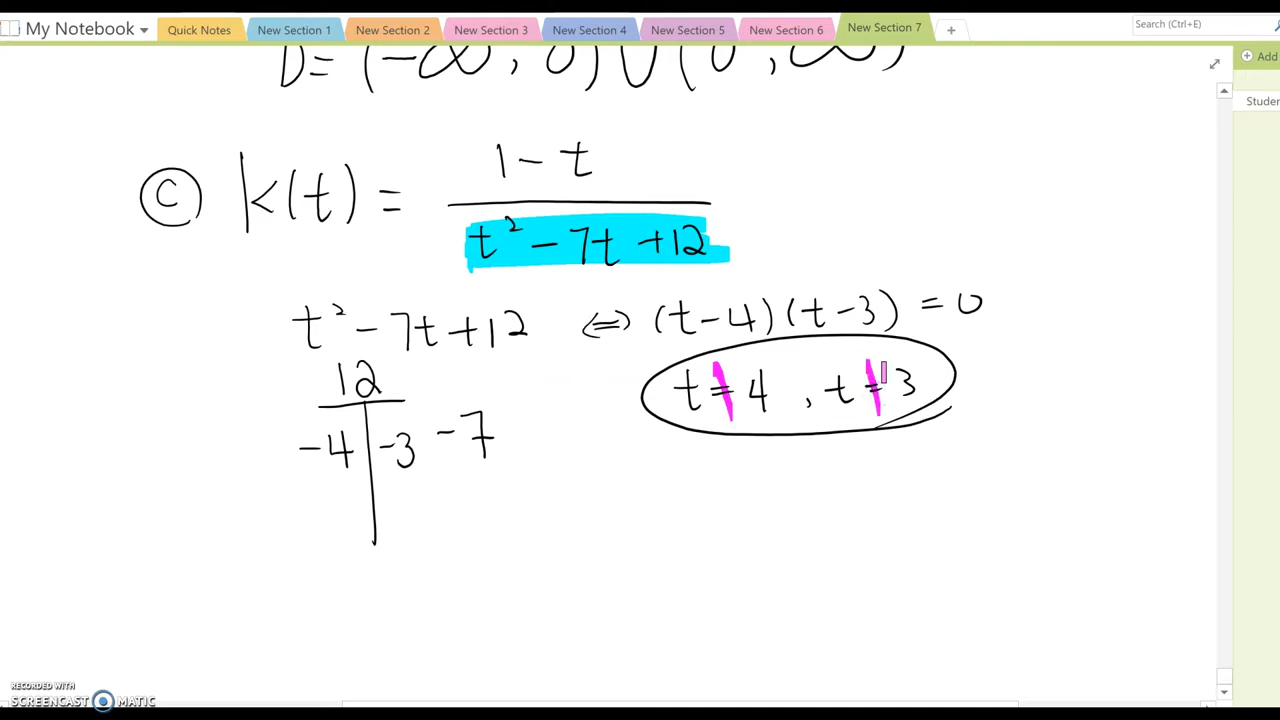 My Notebook Quick Notes New Section 1 New Section 2 New Section 3 New Section 4 New Section 5 New Section 6 New Section 7 + Search (Ctrl+E)
D= (-∞, 0) ∪ (0, ∞)
Add
Studen
Ⓒ K(t) = (1-t)/(t² - 7t + 12)
t² - 7t + 12 ⇔ (t-4)(t-3) = 0
12
t ≠ 4 , t ≠ 3
-4 | -3 -7
RECORDED WITH
SCREENCAST MATIC